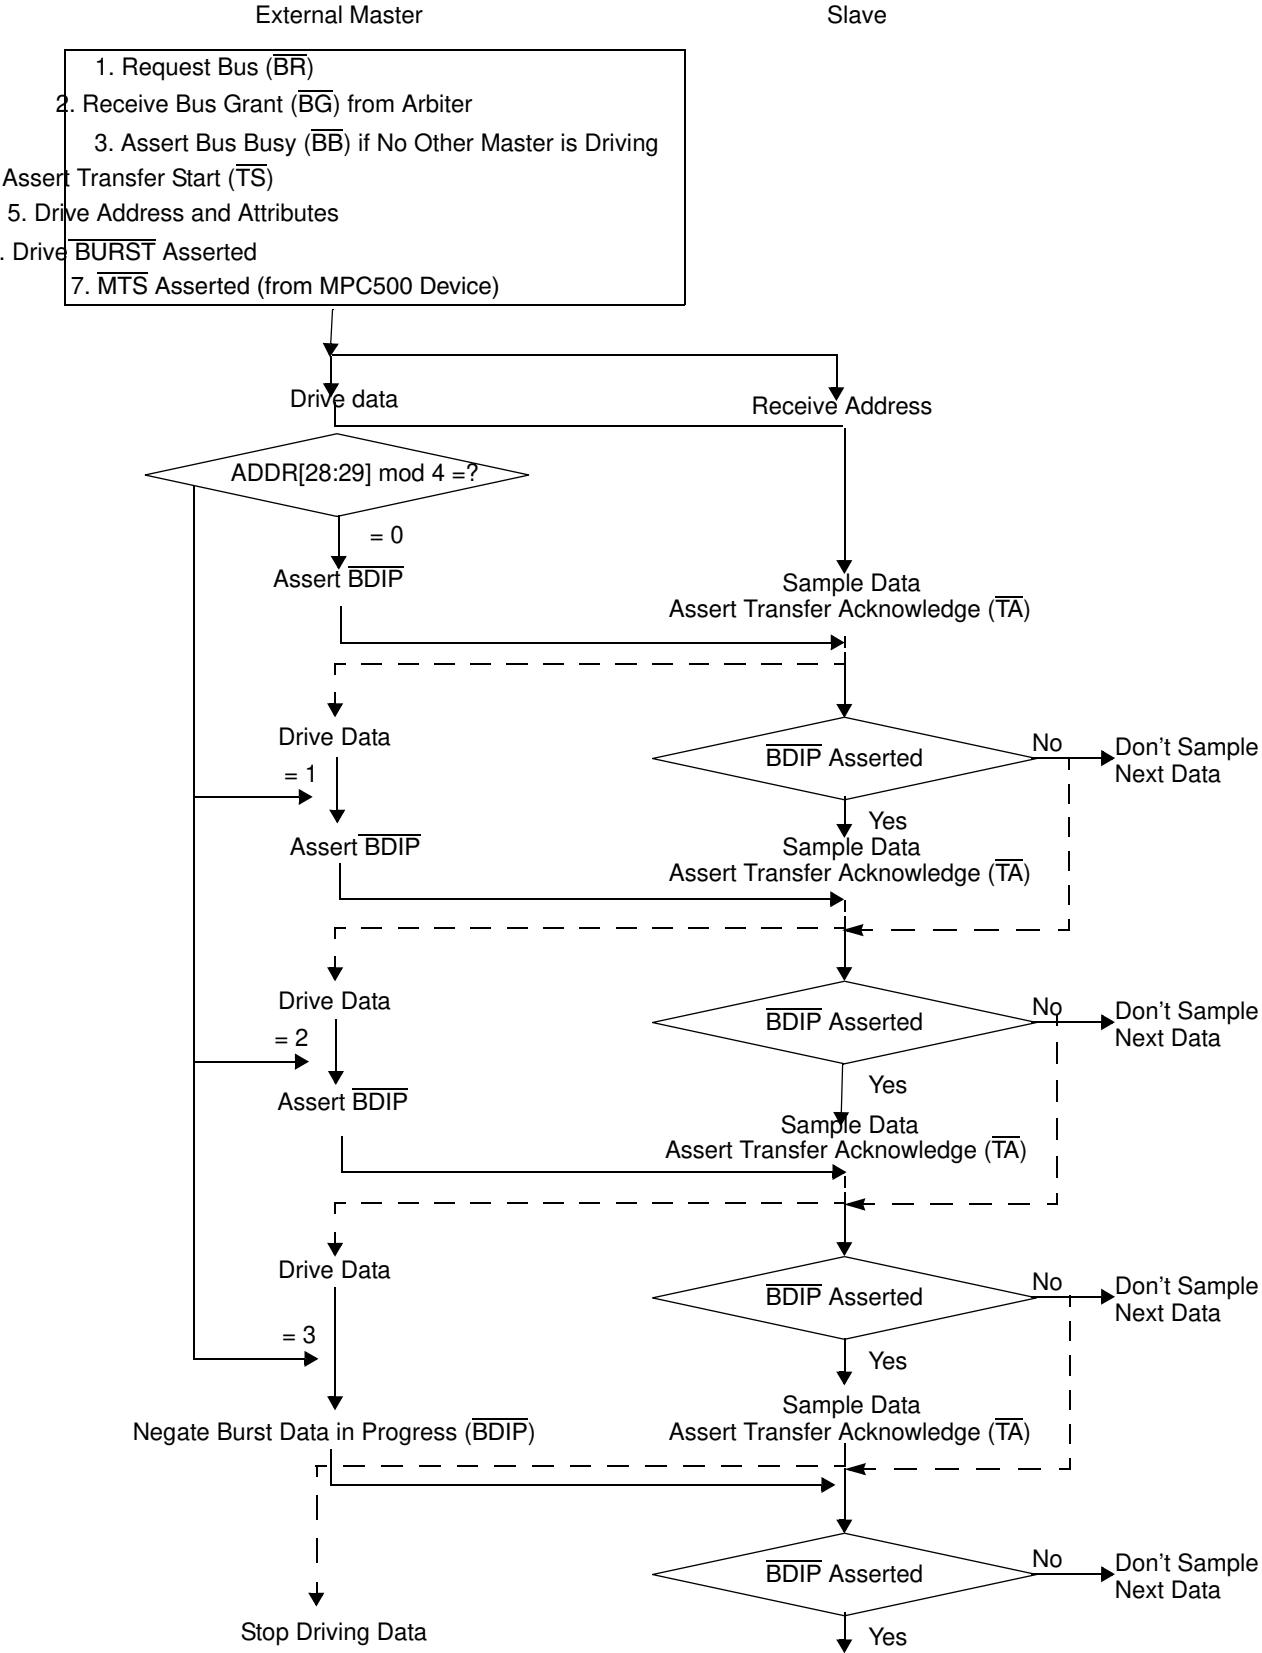 External Master
Slave
1. Request Bus (BR)
2. Receive Bus Grant (BG) from Arbiter
3. Assert Bus Busy (BB) if No Other Master is Driving
Assert Transfer Start (TS)
5. Drive Address and Attributes
. Drive BURST Asserted
7. MTS Asserted (from MPC500 Device)
Drive data
Receive Address
ADDR[28:29] mod 4 =?
= 0
Assert BDIP
Sample Data
Assert Transfer Acknowledge (TA)
Drive Data
BDIP Asserted
No
Don't Sample
Next Data
= 1
Yes
Assert BDIP
Sample Data
Assert Transfer Acknowledge (TA)
Drive Data
BDIP Asserted
No
Don't Sample
Next Data
= 2
Yes
Assert BDIP
Sample Data
Assert Transfer Acknowledge (TA)
Drive Data
BDIP Asserted
No
Don't Sample
Next Data
= 3
Yes
Sample Data
Negate Burst Data in Progress (BDIP)
Assert Transfer Acknowledge (TA)
BDIP Asserted
No
Don't Sample
Next Data
Stop Driving Data
Yes